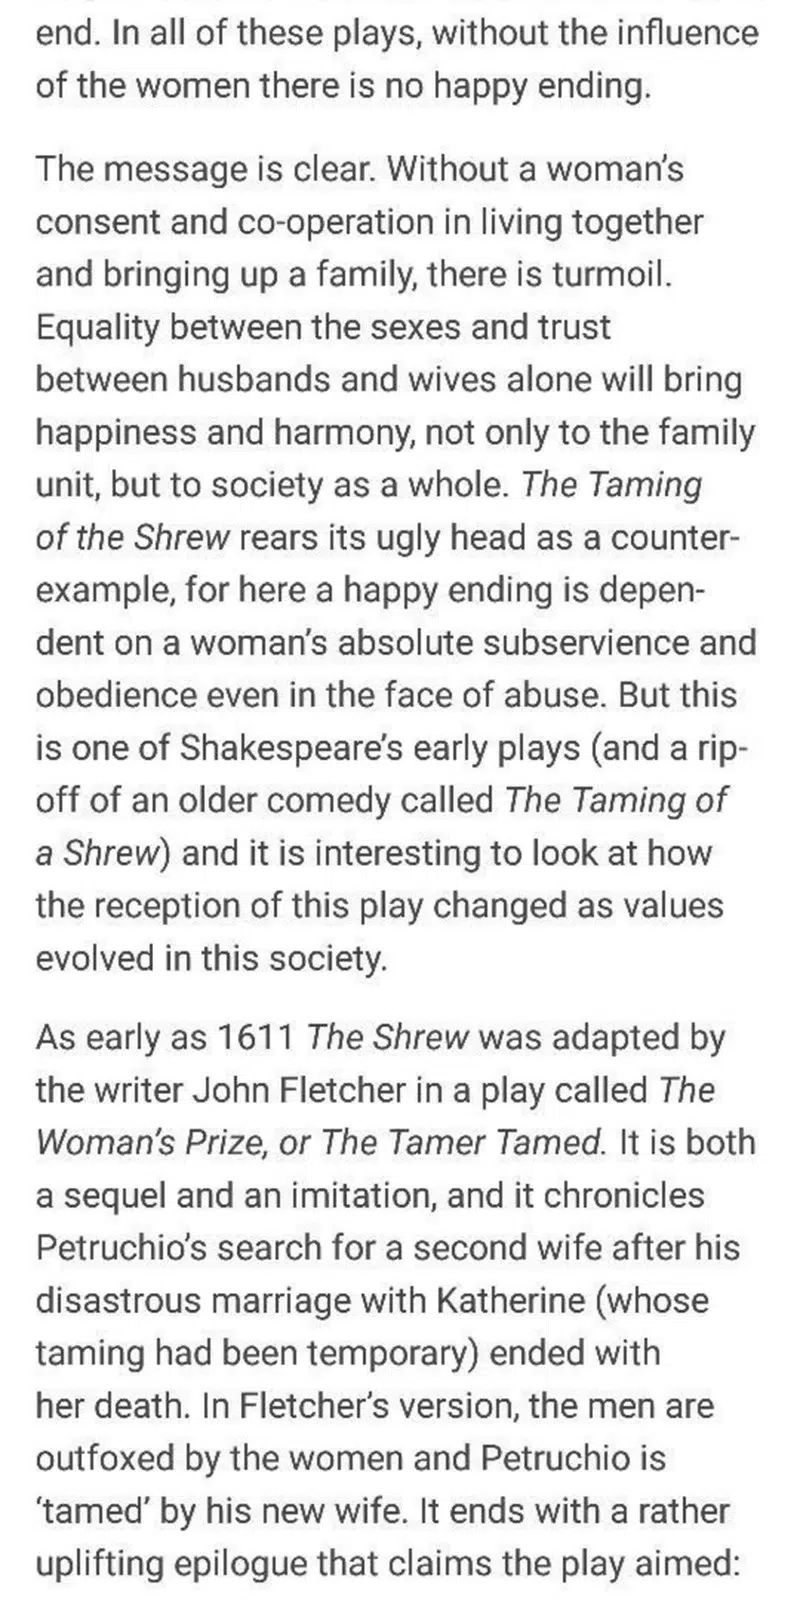 end. In all of these plays, without the influence
of the women there is no happy ending.
The message is clear. Without a woman's
consent and co-operation in living together
and bringing up a family, there is turmoil.
Equality between the sexes and trust
between husbands and wives alone will bring
happiness and harmony, not only to the family
unit, but to society as a whole. The Taming
of the Shrew rears its ugly head as a counter-
example, for here a happy ending is depen-
dent on a woman's absolute subservience and
obedience even in the face of abuse. But this
is one of Shakespeare's early plays (and a rip-
off of an older comedy called The Taming of
a Shrew) and it is interesting to look at how
the reception of this play changed as values
evolved in this society.
As early as 1611 The Shrew was adapted by
the writer John Fletcher in a play called The
Woman's Prize, or The Tamer Tamed. It is both
a sequel and an imitation, and it chronicles
Petruchio's search for a second wife after his
disastrous marriage with Katherine (whose
taming had been temporary) ended with
her death. In Fletcher's version, the men are
outfoxed by the women and Petruchio is
‘tamed’ by his new wife. It ends with a rather
uplifting epilogue that claims the play aimed: